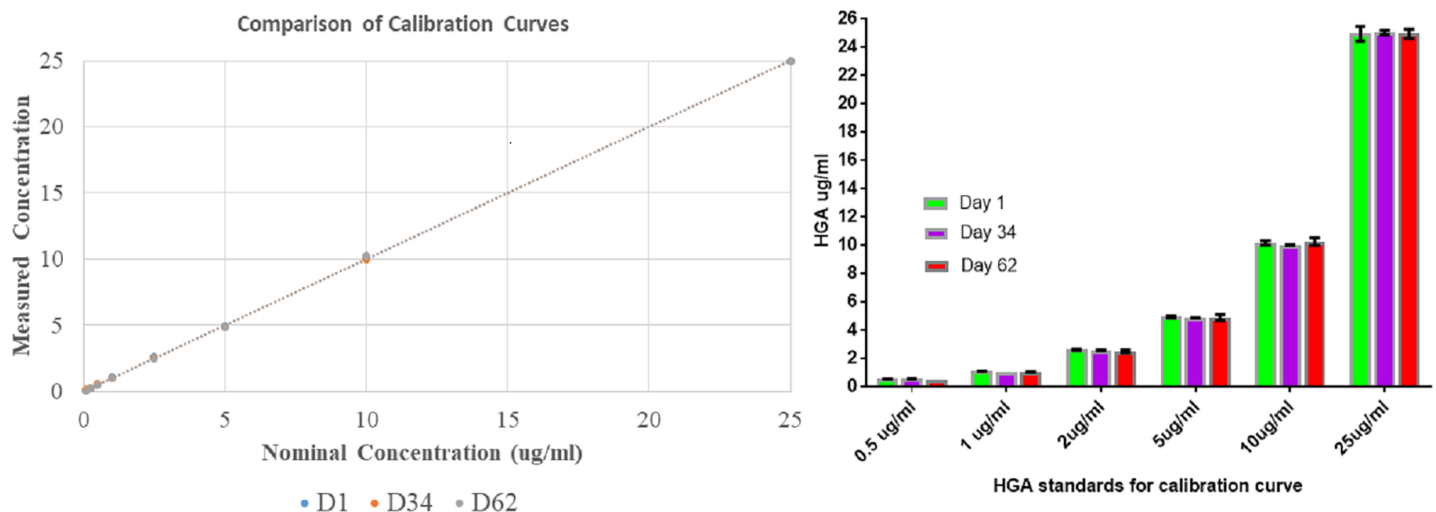 Comparison of Calibration Curves
25
20
15
10
5
0
Measured Concentration
0 5 10 15 20 25
Nominal Concentration (ug/ml)
D1 D34 D62
26
24
22
20
18
16
14
12
10
8
6
4
2
0
HGA ug/ml
Day 1
Day 34
Day 62
0.5 ug/ml 1 ug/ml 2ug/ml 5ug/ml 10ug/ml 25ug/ml
HGA standards for calibration curve